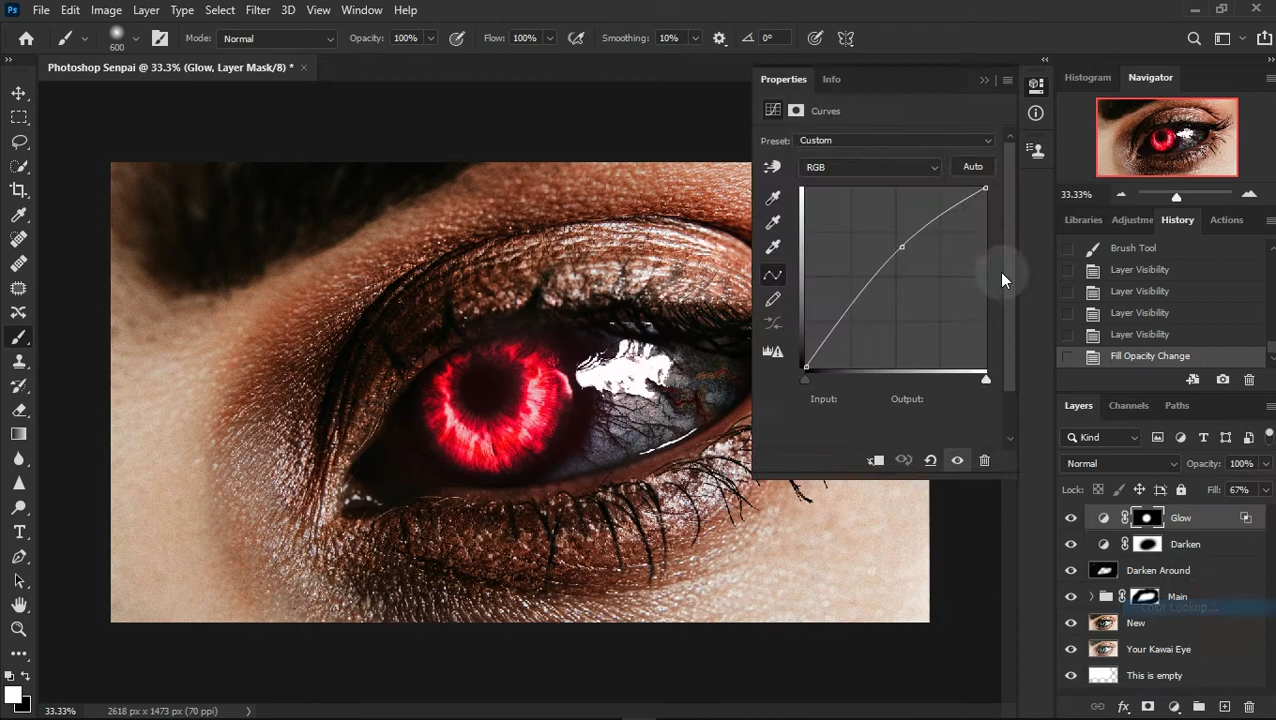 Ps File Edit Image Layer Type Select Filter 3D View Window Help
600 Mode: Normal Opacity: 100% Flow: 100% Smoothing: 10% 0°
Photoshop Senpai @ 33.3% (Glow, Layer Mask/8) *
Properties Info
Curves
Preset: Custom
RGB Auto
Input: Output:
Histogram Navigator
33.33%
Libraries Adjustme History Actions
Brush Tool
Layer Visibility
Layer Visibility
Layer Visibility
Layer Visibility
Fill Opacity Change
Layers Channels Paths
Kind
Normal Opacity: 100%
Lock: Fill: 67%
Glow
Darken
Darken Around
Main
Color Lookup...
New
Your Kawai Eye
This is empty
33.33% 2618 px x 1473 px (70 ppi)